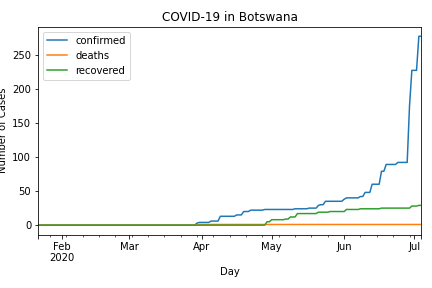 COVID-19 in Botswana
confirmed
deaths
recovered
250
200
150
100
50
0
Number of Cases
Feb
2020
Mar
Apr
May
Jun
Jul
Day